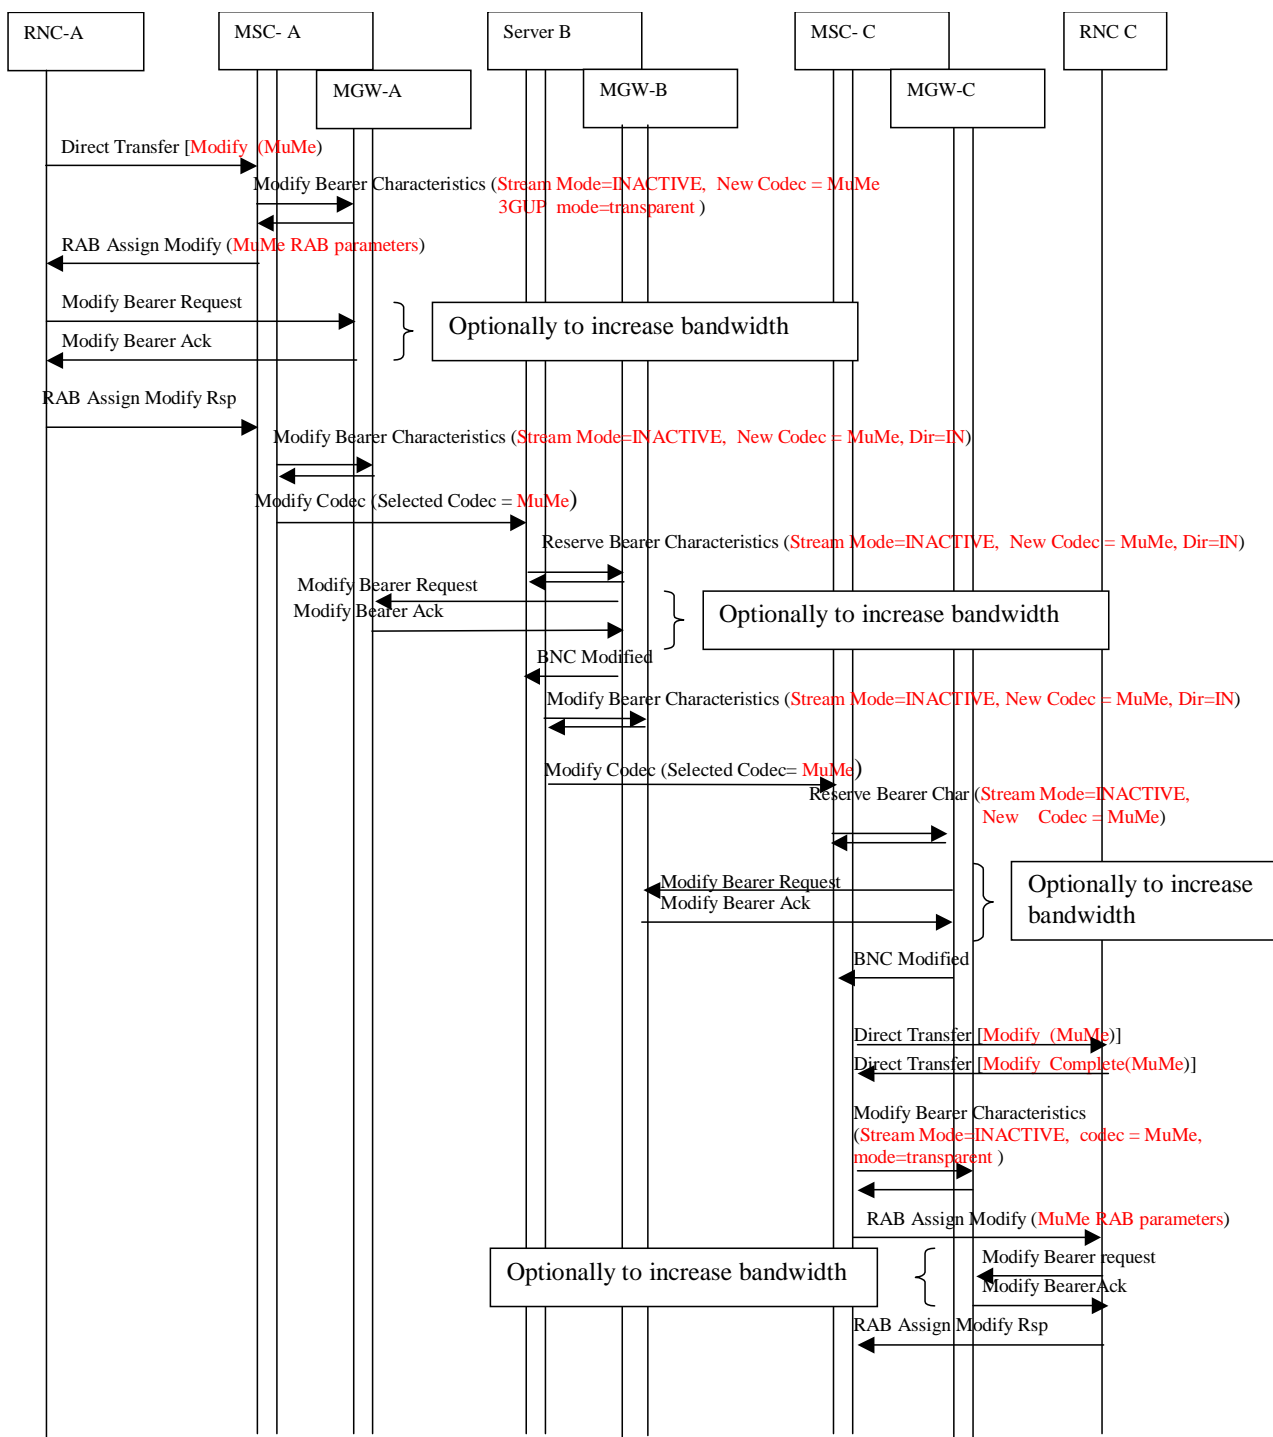 RNC-A
MSC- A
Server B
MSC- C
RNC C
MGW-A
MGW-B
MGW-C
Direct Transfer [Modify (MuMe)
Modify Bearer Characteristics (Stream Mode=INACTIVE, New Codec = MuMe
3GUP mode=transparent )
RAB Assign Modify (MuMe RAB parameters)
Modify Bearer Request
Optionally to increase bandwidth
Modify Bearer Ack
RAB Assign Modify Rsp
Modify Bearer Characteristics (Stream Mode=INACTIVE, New Codec = MuMe, Dir=IN)
Modify Codec (Selected Codec = MuMe)
Reserve Bearer Characteristics (Stream Mode=INACTIVE, New Codec = MuMe, Dir=IN)
Modify Bearer Request
Modify Bearer Ack
Optionally to increase bandwidth
BNC Modified
Modify Bearer Characteristics (Stream Mode=INACTIVE, New Codec = MuMe, Dir=IN)
Modify Codec (Selected Codec= MuMe)
Reserve Bearer Char (Stream Mode=INACTIVE,
New Codec = MuMe)
Modify Bearer Request
Modify Bearer Ack
Optionally to increase
bandwidth
BNC Modified
Direct Transfer [Modify (MuMe)]
Direct Transfer [Modify Complete(MuMe)]
Modify Bearer Characteristics
(Stream Mode=INACTIVE, codec = MuMe,
mode=transparent )
RAB Assign Modify (MuMe RAB parameters)
Modify Bearer request
Optionally to increase bandwidth
Modify BearerAck
RAB Assign Modify Rsp